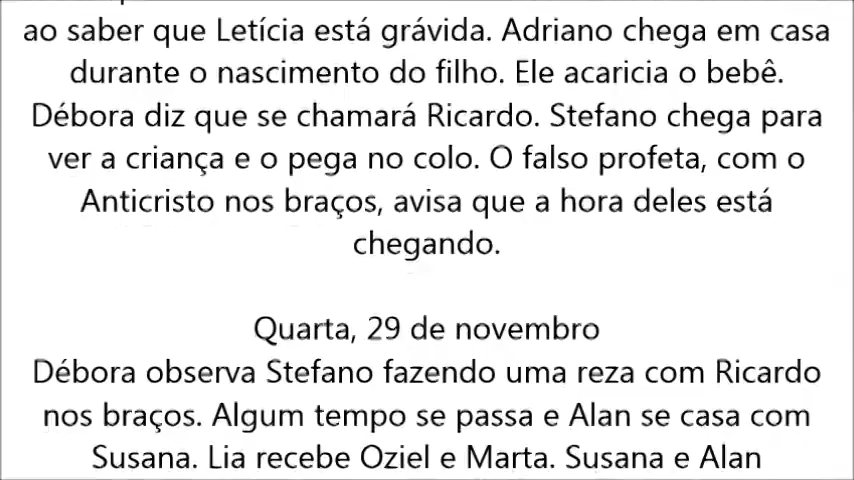 ao saber que Letícia está grávida. Adriano chega em casa
durante o nascimento do filho. Ele acaricia o bebê.
Débora diz que se chamará Ricardo. Stefano chega para
ver a criança e o pega no colo. O falso profeta, com o
Anticristo nos braços, avisa que a hora deles está
chegando.
Quarta, 29 de novembro
Débora observa Stefano fazendo uma reza com Ricardo
nos braços. Algum tempo se passa e Alan se casa com
Susana. Lia recebe Oziel e Marta. Susana e Alan